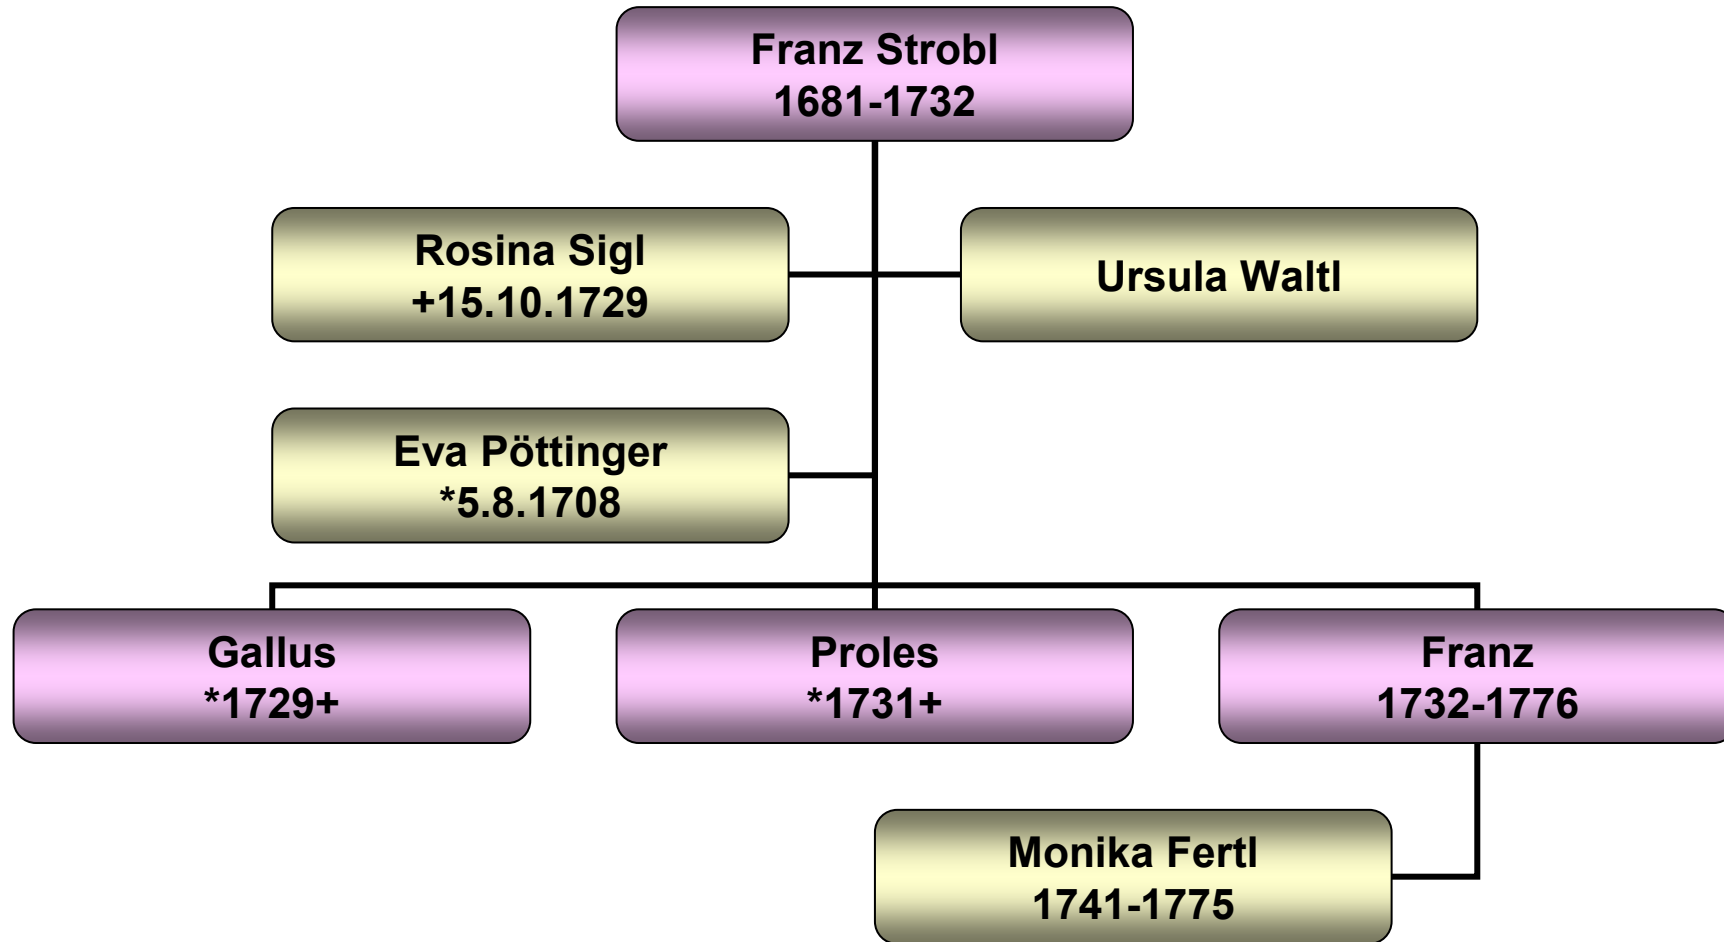 Franz Strobl
1681-1732
Rosina Sigl
+15.10.1729
Ursula Waltl
Eva Pöttinger
*5.8.1708
Gallus
*1729+
Proles
*1731+
Franz
1732-1776
Monika Fertl
1741-1775